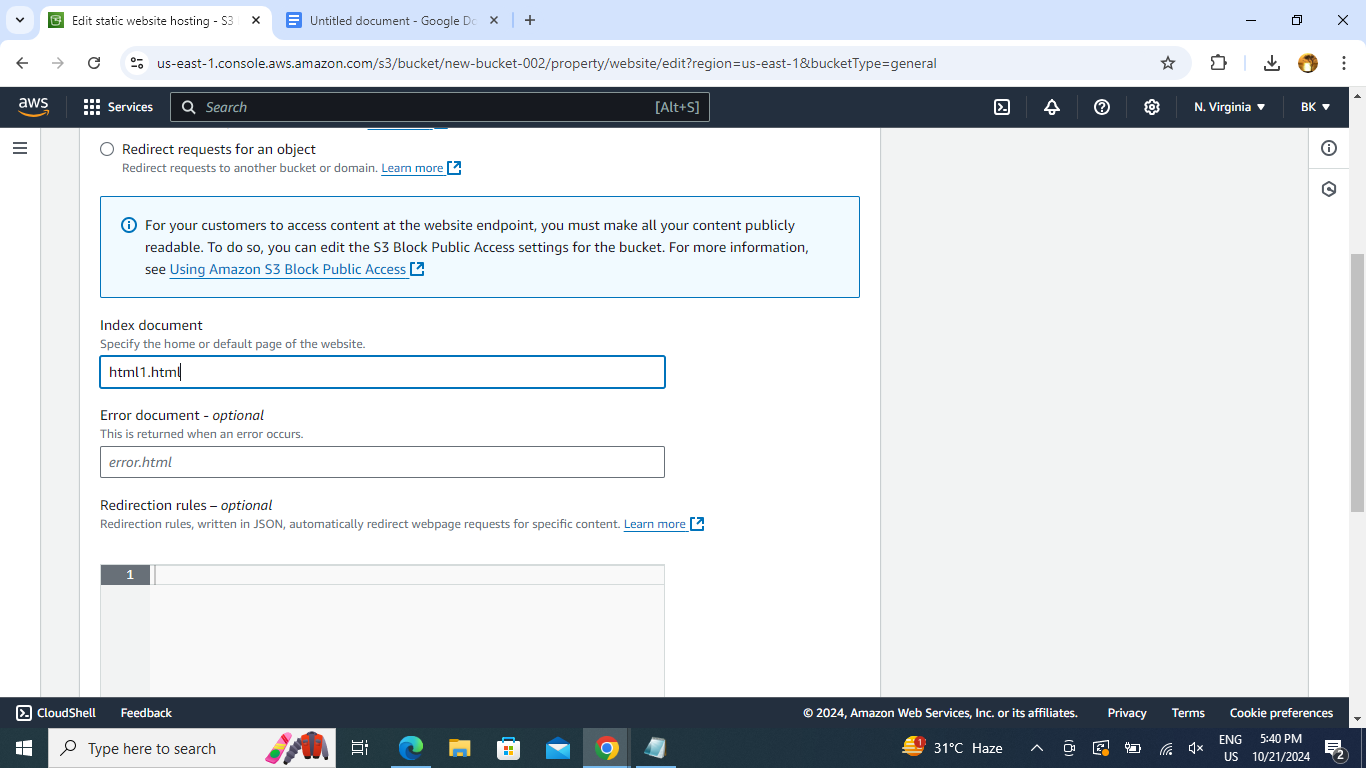 Edit static website hosting - S3
Untitled document - Google Do
us-east-1.console.aws.amazon.com/s3/bucket/new-bucket-002/property/website/edit?region=us-east-1&bucketType=general
aws
Services
Search
[Alt+S]
N. Virginia
BK
Redirect requests for an object
Redirect requests to another bucket or domain. Learn more
For your customers to access content at the website endpoint, you must make all your content publicly
readable. To do so, you can edit the S3 Block Public Access settings for the bucket. For more information,
see Using Amazon S3 Block Public Access
Index document
Specify the home or default page of the website.
html1.html
Error document - optional
This is returned when an error occurs.
error.html
Redirection rules – optional
Redirection rules, written in JSON, automatically redirect webpage requests for specific content. Learn more
1
CloudShell
Feedback
© 2024, Amazon Web Services, Inc. or its affiliates.
Privacy
Terms
Cookie preferences
Type here to search
1
31°C Haze
ENG
US
5:40 PM
10/21/2024
2